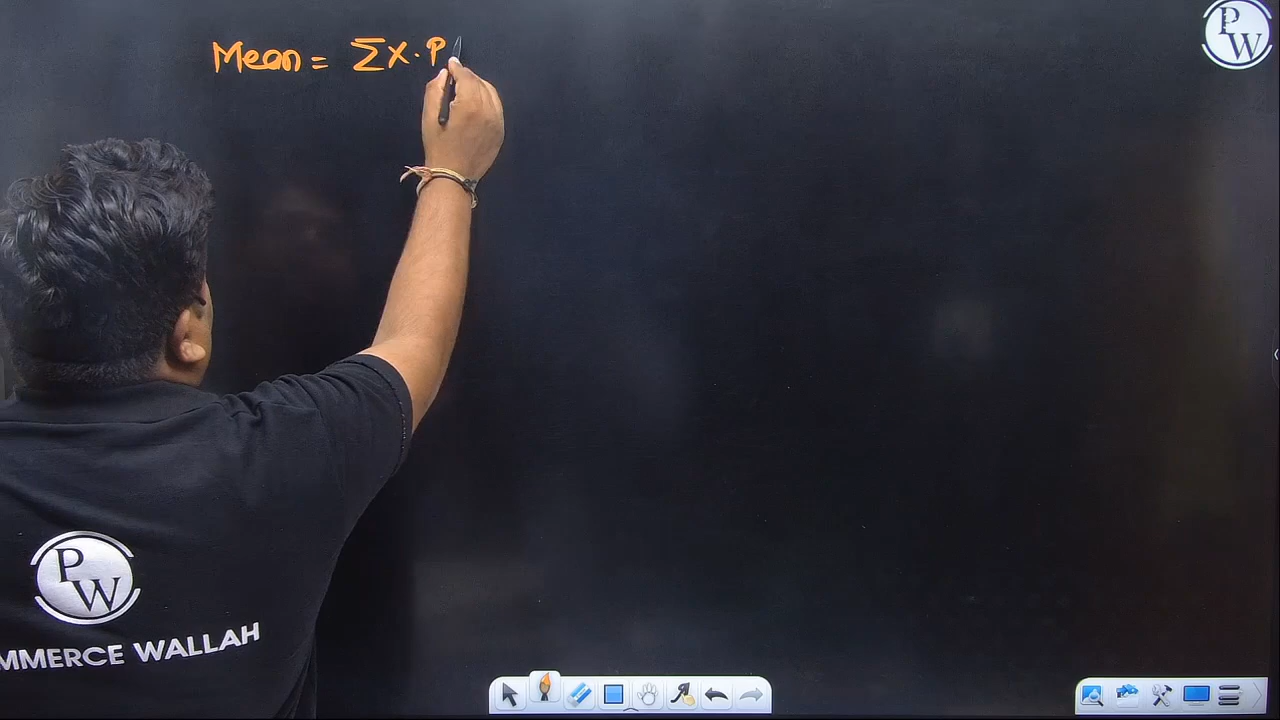 Mean = ΣX·P
PW
PW
MMERCE WALLAH